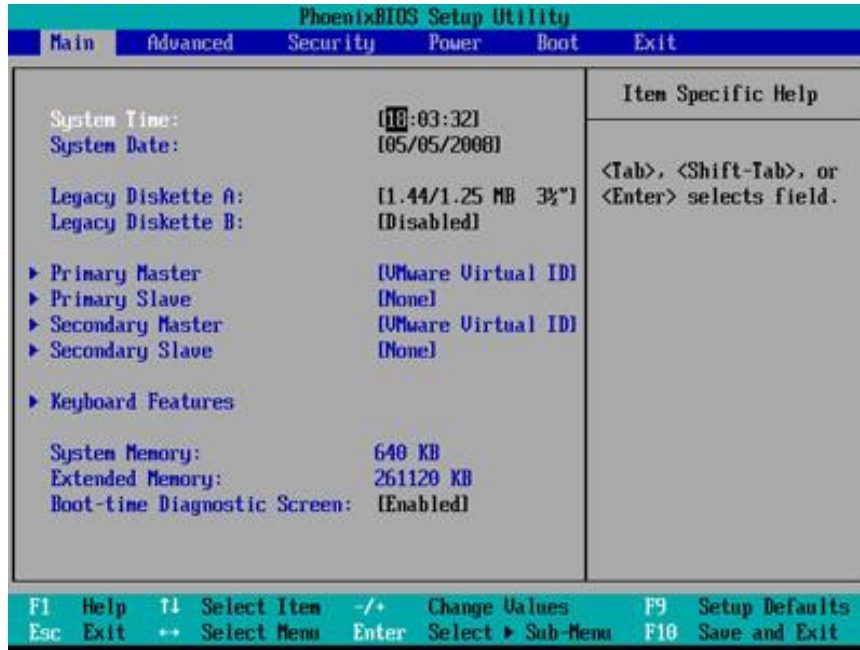 PhoenixBIOS Setup Utility
Main Advanced Security Power Boot Exit
Item Specific Help
System Time: [18:03:32]
System Date: [05/05/2008]
<Tab>, <Shift-Tab>, or
<Enter> selects field.
Legacy Diskette A: [1.44/1.25 MB 3½"]
Legacy Diskette B: [Disabled]
▶ Primary Master [VMware Virtual ID]
▶ Primary Slave [None]
▶ Secondary Master [VMware Virtual ID]
▶ Secondary Slave [None]
▶ Keyboard Features
System Memory: 640 KB
Extended Memory: 261120 KB
Boot-time Diagnostic Screen: [Enabled]
F1 Help ↑↓ Select Item -/+ Change Values F9 Setup Defaults
Esc Exit ↔ Select Menu Enter Select ▶ Sub-Menu F10 Save and Exit